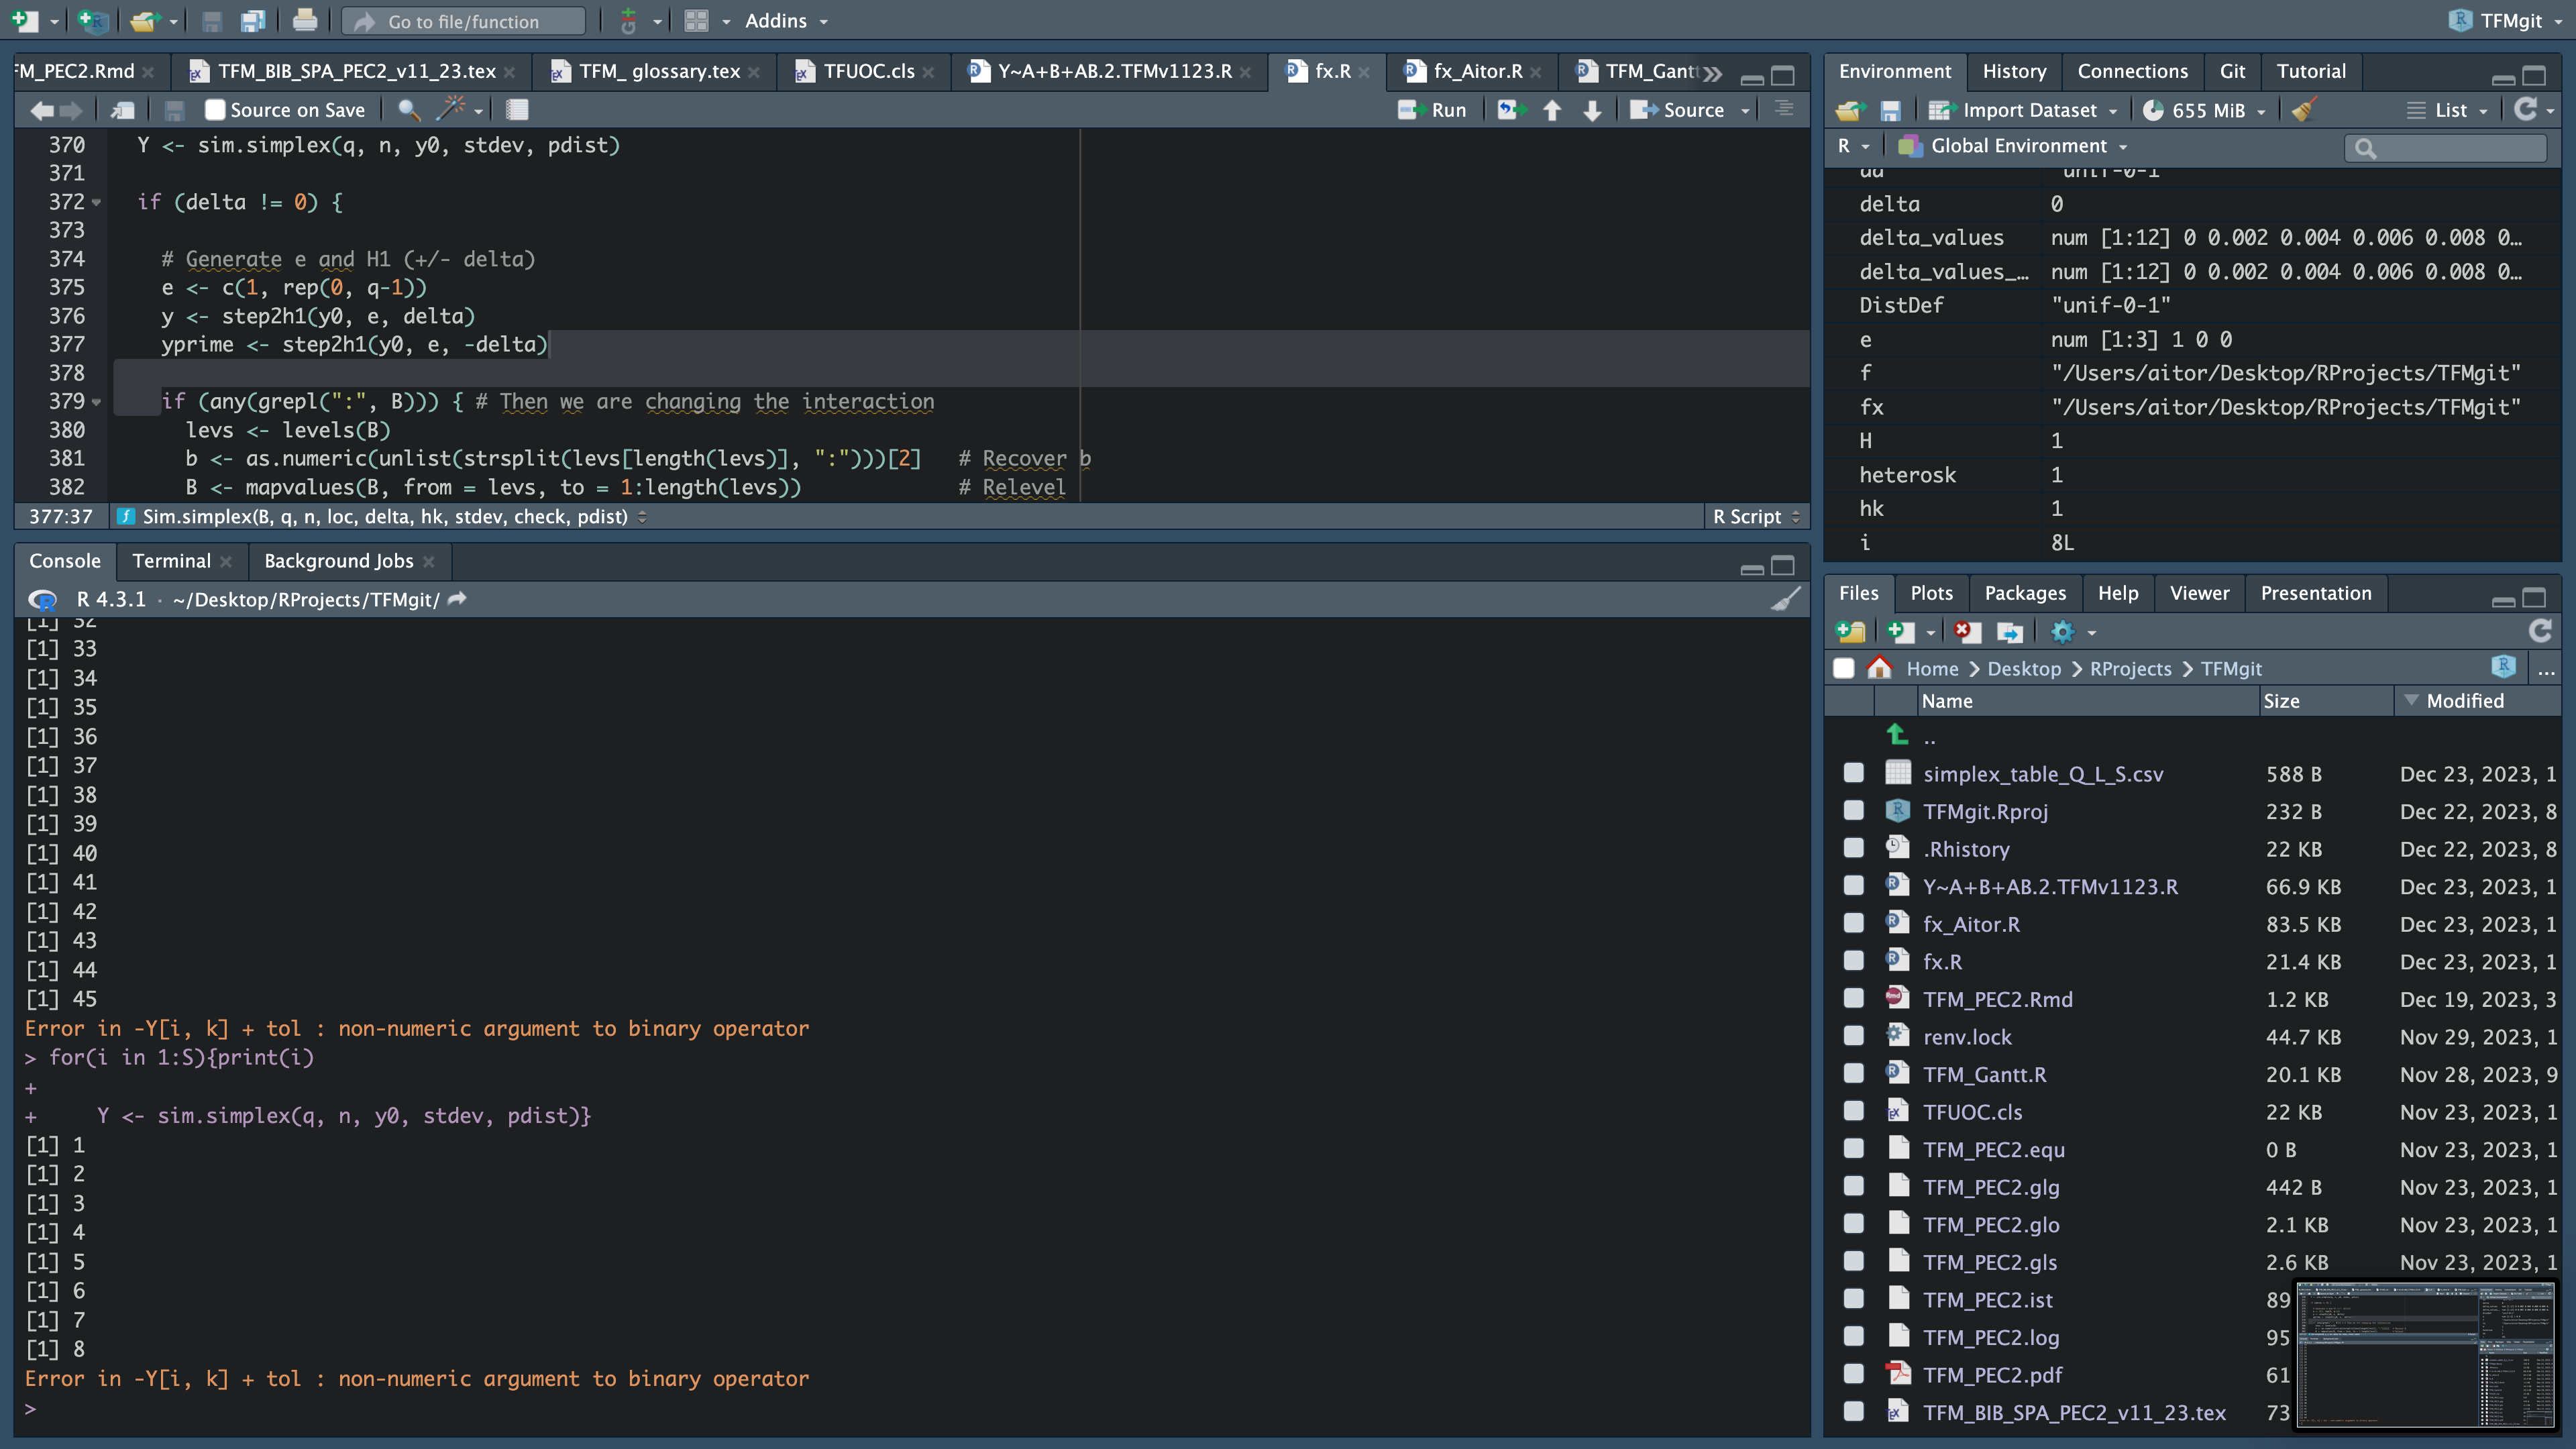 Go to file/function
Addins
TFMgit
FM_PEC2.Rmd
TFM_BIB_SPA_PEC2_v11_23.tex
TFM_ glossary.tex
TFUOC.cls
Y~A+B+AB.2.TFMv1123.R
fx.R
fx_Aitor.R
TFM_Gantt
Source on Save
Run
Source
370 Y <- sim.simplex(q, n, y0, stdev, pdist)
371
372 if (delta != 0) {
373
374 # Generate e and H1 (+/- delta)
375 e <- c(1, rep(0, q-1))
376 y <- step2h1(y0, e, delta)
377 yprime <- step2h1(y0, e, -delta)
378
379 if (any(grepl(":", B))) { # Then we are changing the interaction
380 levs <- levels(B)
381 b <- as.numeric(unlist(strsplit(levs[length(levs)], ":")))[2] # Recover b
382 B <- mapvalues(B, from = levs, to = 1:length(levs)) # Relevel
377:37 Sim.simplex(B, q, n, loc, delta, hk, stdev, check, pdist) R Script
Console Terminal Background Jobs
R 4.3.1 · ~/Desktop/RProjects/TFMgit/
[1] 32
[1] 33
[1] 34
[1] 35
[1] 36
[1] 37
[1] 38
[1] 39
[1] 40
[1] 41
[1] 42
[1] 43
[1] 44
[1] 45
Error in -Y[i, k] + tol : non-numeric argument to binary operator
> for(i in 1:S){print(i)
+
+ Y <- sim.simplex(q, n, y0, stdev, pdist)}
[1] 1
[1] 2
[1] 3
[1] 4
[1] 5
[1] 6
[1] 7
[1] 8
Error in -Y[i, k] + tol : non-numeric argument to binary operator
>
Environment History Connections Git Tutorial
Import Dataset 655 MiB List
R Global Environment
dd "unif-0-1"
delta 0
delta_values num [1:12] 0 0.002 0.004 0.006 0.008 0…
delta_values_… num [1:12] 0 0.002 0.004 0.006 0.008 0…
DistDef "unif-0-1"
e num [1:3] 1 0 0
f "/Users/aitor/Desktop/RProjects/TFMgit"
fx "/Users/aitor/Desktop/RProjects/TFMgit"
H 1
heterosk 1
hk 1
i 8L
Files Plots Packages Help Viewer Presentation
Home Desktop RProjects TFMgit ...
Name Size Modified
..
simplex_table_Q_L_S.csv 588 B Dec 23, 2023, 1
TFMgit.Rproj 232 B Dec 22, 2023, 8
.Rhistory 22 KB Dec 22, 2023, 8
Y~A+B+AB.2.TFMv1123.R 66.9 KB Dec 23, 2023, 1
fx_Aitor.R 83.5 KB Dec 23, 2023, 1
fx.R 21.4 KB Dec 23, 2023, 1
TFM_PEC2.Rmd 1.2 KB Dec 19, 2023, 3
renv.lock 44.7 KB Nov 29, 2023, 1
TFM_Gantt.R 20.1 KB Nov 28, 2023, 9
TFUOC.cls 22 KB Nov 23, 2023, 1
TFM_PEC2.equ 0 B Nov 23, 2023, 1
TFM_PEC2.glg 442 B Nov 23, 2023, 1
TFM_PEC2.glo 2.1 KB Nov 23, 2023, 1
TFM_PEC2.gls 2.6 KB Nov 23, 2023, 1
TFM_PEC2.ist 89
TFM_PEC2.log 95
TFM_PEC2.pdf 61
TFM_BIB_SPA_PEC2_v11_23.tex 73